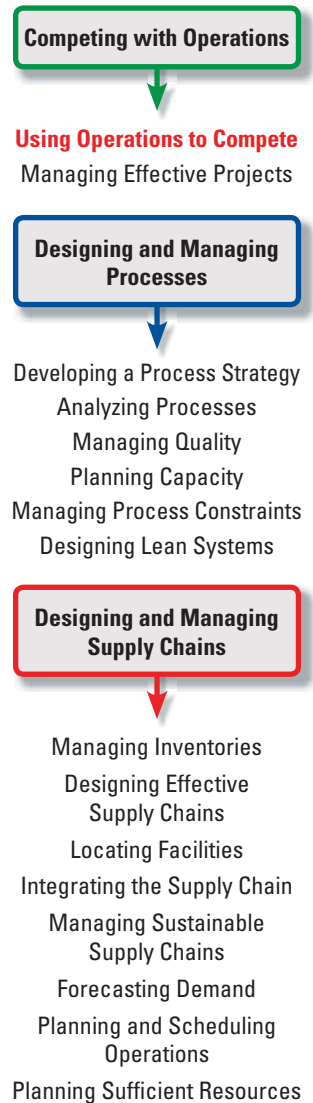 Competing with Operations
Using Operations to Compete
Managing Effective Projects
Designing and Managing
Processes
Developing a Process Strategy
Analyzing Processes
Managing Quality
Planning Capacity
Managing Process Constraints
Designing Lean Systems
Designing and Managing
Supply Chains
Managing Inventories
Designing Effective
Supply Chains
Locating Facilities
Integrating the Supply Chain
Managing Sustainable
Supply Chains
Forecasting Demand
Planning and Scheduling
Operations
Planning Sufficient Resources